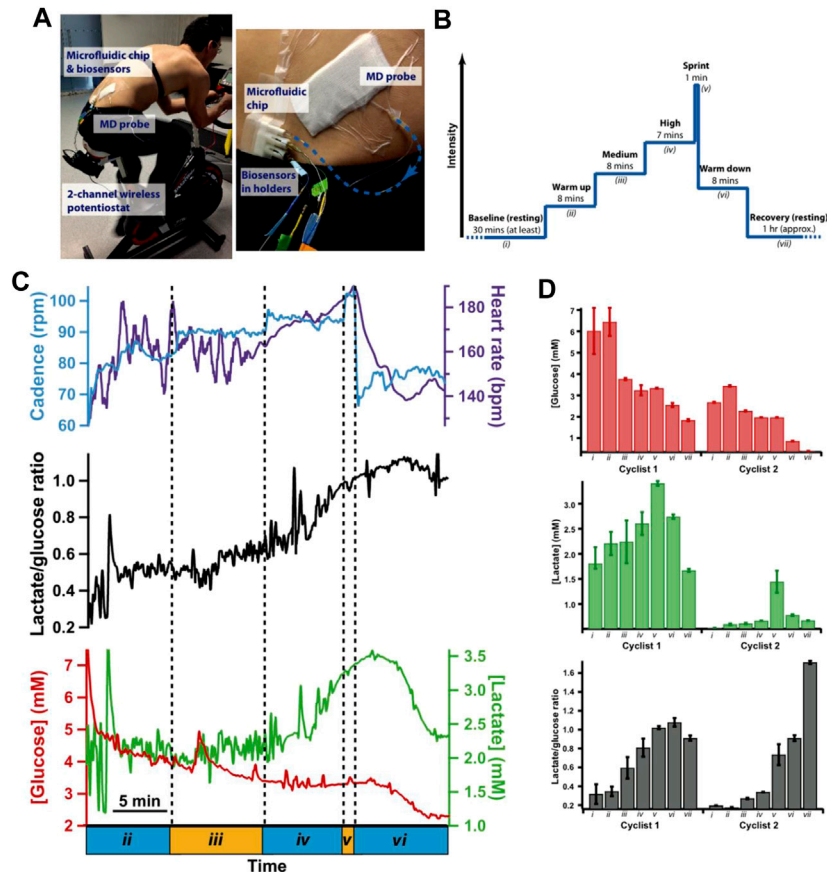 A
Microfluidic chip
& biosensors
MD probe
2-channel wireless
potentiostat
Microfluidic
chip
MD probe
Biosensors
in holders
B
Intensity
Baseline (resting)
30 mins (at least)
(i)
Warm up
8 mins
(ii)
Medium
8 mins
(iii)
High
7 mins
(iv)
Sprint
1 min
(v)
Warm down
8 mins
(vi)
Recovery (resting)
1 hr (approx.)
(vii)
C
Cadence (rpm)
100
90
80
70
60
Heart rate (bpm)
180
160
140
Lactate/glucose ratio
1.0
0.8
0.6
0.4
0.2
[Glucose] (mM)
7
6
5
4
3
2
[Lactate] (mM)
3.5
3.0
2.5
2.0
1.5
1.0
5 min
ii iii iv v vi
Time
D
[Glucose] (mM)
7
6
5
4
3
2
1
i ii iii iv v vi vii i ii iii iv v vi vii
Cyclist 1 Cyclist 2
[Lactate] (mM)
3.0
2.5
2.0
1.5
1.0
i ii iii iv v vi vii i ii iii iv v vi vii
Cyclist 1 Cyclist 2
Lactate/glucose ratio
1.6
1.4
1.2
1.0
0.8
0.6
0.4
0.2
i ii iii iv v vi vii i ii iii iv v vi vii
Cyclist 1 Cyclist 2